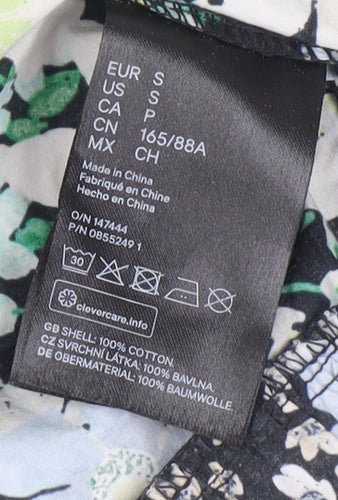 EUR S
US S
CA P
CN 165/88A
MX CH
Made in China
Fabriqué en Chine
Hecho en China
O/N 147444
P/N 0855249 1
30
clevercare.info
GB SHELL: 100% COTTON
CZ SVRCHNÍ LÁTKA: 100% BAVLNA
DE OBERMATERIAL: 100% BAUMWOLLE.